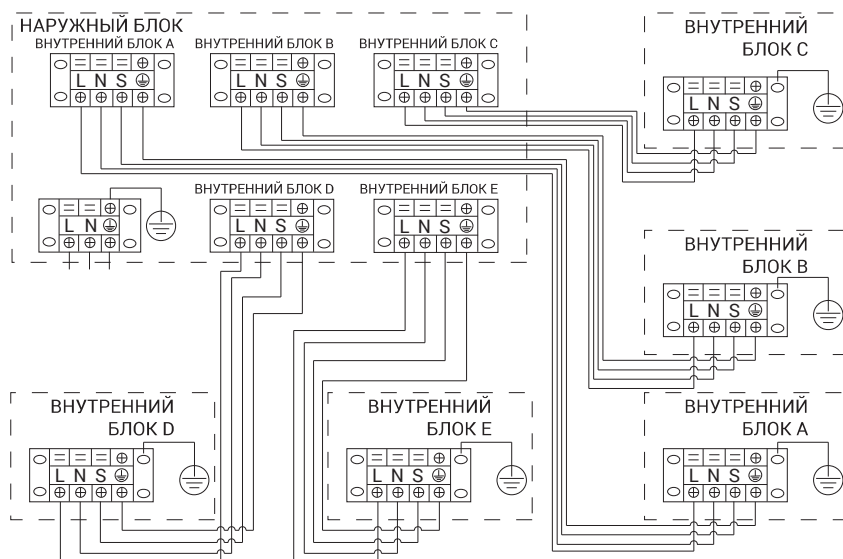 НАРУЖНЫЙ БЛОК
ВНУТРЕННИЙ БЛОК A
ВНУТРЕННИЙ БЛОК B
ВНУТРЕННИЙ БЛОК C
L N S
L N S
L N S
ВНУТРЕННИЙ
БЛОК C
L N S
ВНУТРЕННИЙ БЛОК D
ВНУТРЕННИЙ БЛОК E
L N
L N S
L N S
ВНУТРЕННИЙ
БЛОК B
L N S
ВНУТРЕННИЙ
БЛОК D
L N S
ВНУТРЕННИЙ
БЛОК E
L N S
ВНУТРЕННИЙ
БЛОК A
L N S